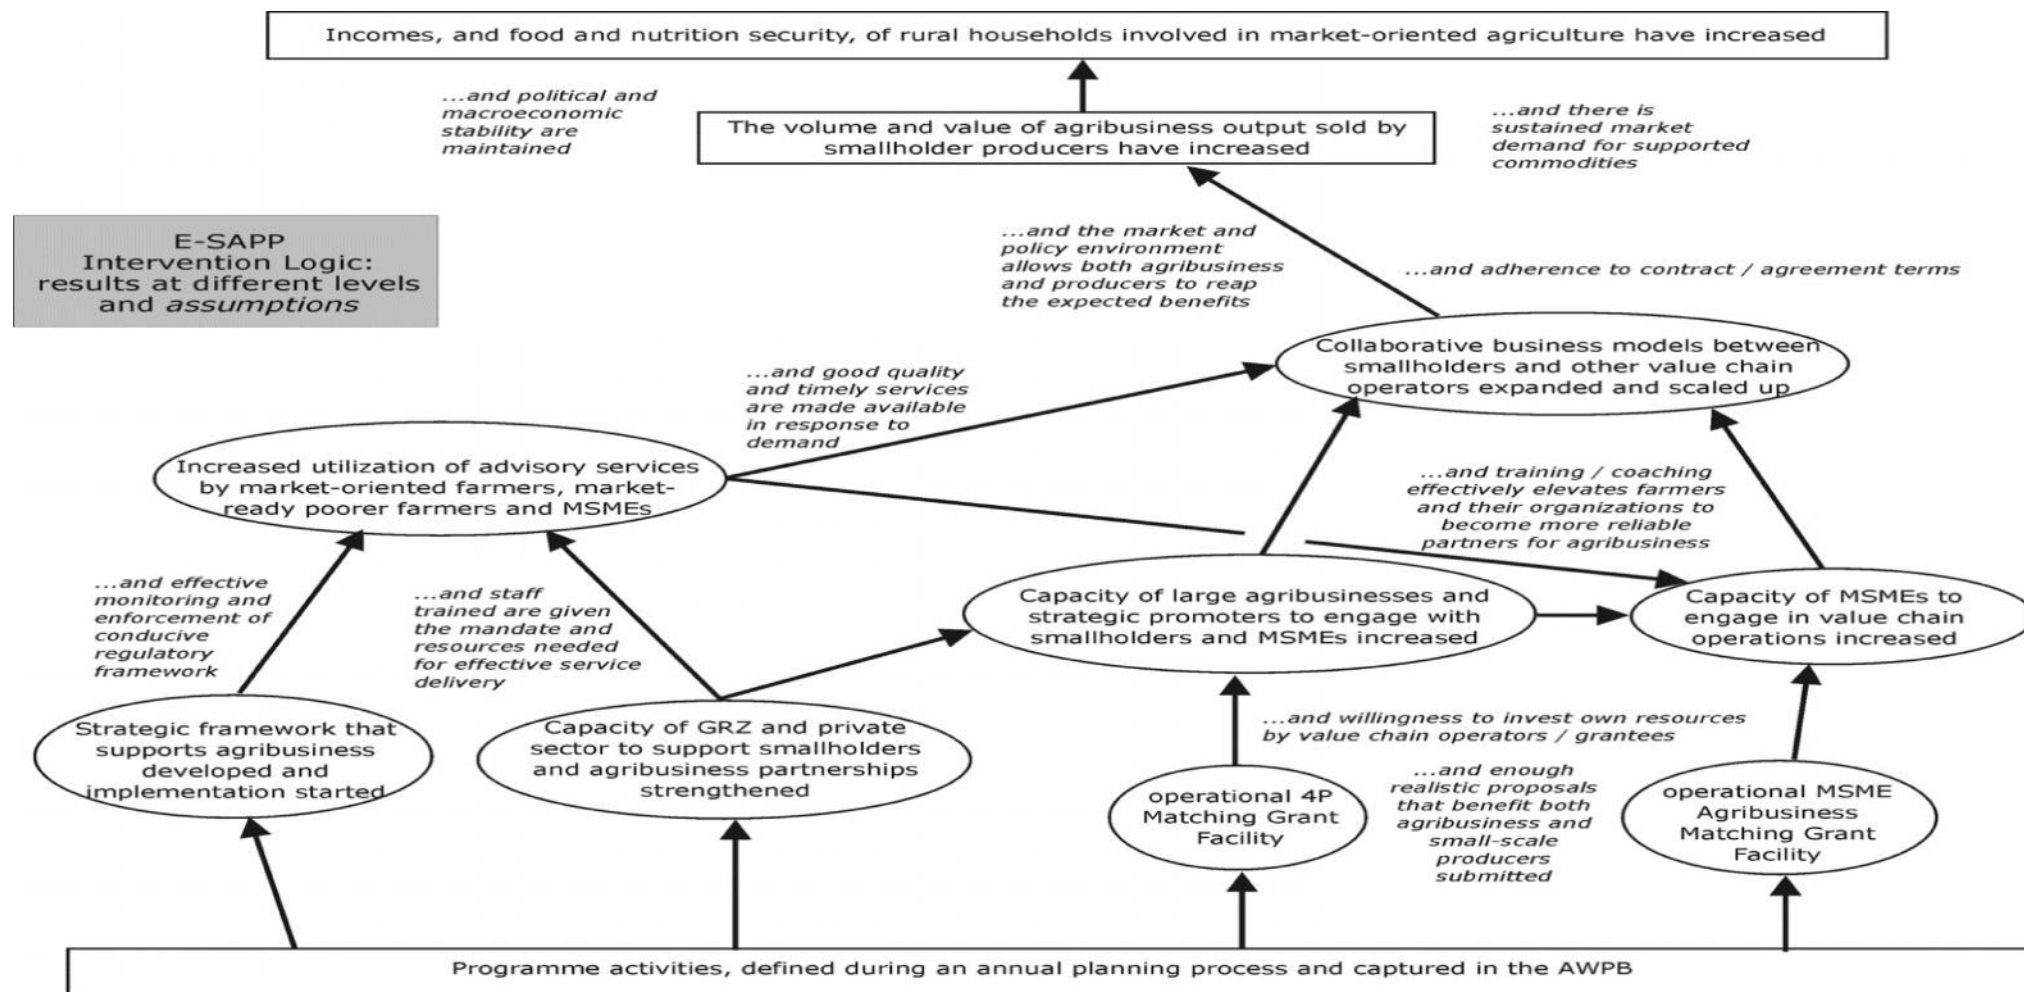 Incomes, and food and nutrition security, of rural households involved in market-oriented agriculture have increased
...and political and
macroeconomic
stability are
maintained
The volume and value of agribusiness output sold by
smallholder producers have increased
...and there is
sustained market
demand for supported
commodities
E-SAPP
Intervention Logic:
results at different levels
and assumptions
...and the market and
policy environment
allows both agribusiness
and producers to reap
the expected benefits
...and adherence to contract / agreement terms
Collaborative business models between
smallholders and other value chain
operators expanded and scaled up
...and good quality
and timely services
are made available
in response to
demand
Increased utilization of advisory services
by market-oriented farmers, market-
ready poorer farmers and MSMEs
...and training / coaching
effectively elevates farmers
and their organizations to
become more reliable
partners for agribusiness
...and effective
monitoring and
enforcement of
conducive
regulatory
framework
...and staff
trained are given
the mandate and
resources needed
for effective service
delivery
Capacity of large agribusinesses and
strategic promoters to engage with
smallholders and MSMEs increased
Capacity of MSMEs to
engage in value chain
operations increased
Strategic framework that
supports agribusiness
developed and
implementation started
Capacity of GRZ and private
sector to support smallholders
and agribusiness partnerships
strengthened
...and willingness to invest own resources
by value chain operators / grantees
operational 4P
Matching Grant
Facility
...and enough
realistic proposals
that benefit both
agribusiness and
small-scale
producers
submitted
operational MSME
Agribusiness
Matching Grant
Facility
Programme activities, defined during an annual planning process and captured in the AWPB